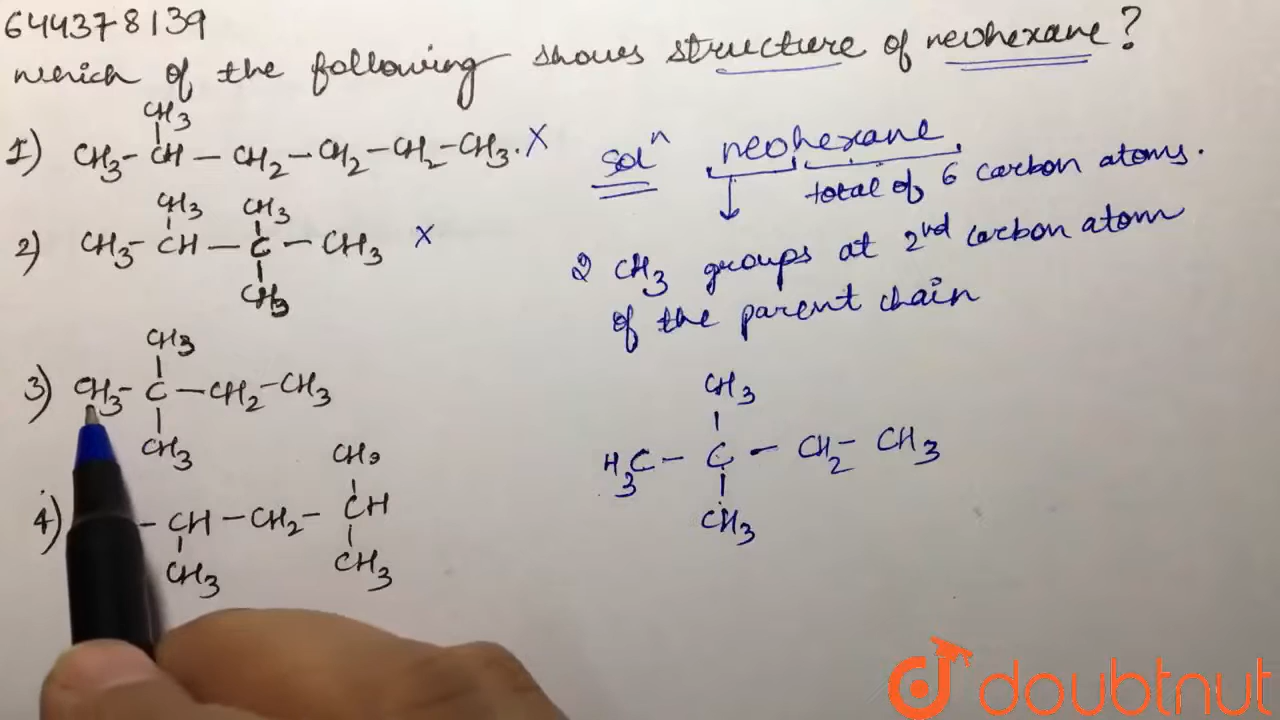 644378139
which of the following shows structure of neohexane?
CH3
1) CH3-CH-CH2-CH2-CH2-CH3. X
CH3 CH3
2) CH3-CH-C-CH3 X
CH3
CH3
3) CH3-C-CH2-CH3
CH3
CH3
4) -CH-CH2-CH
CH3 CH3
Solⁿ neohexane
total of 6 carbon atoms.
2 CH3 groups at 2nd carbon atom
of the parent chain
CH3
H3C-C-CH2-CH3
CH3
doubtnut